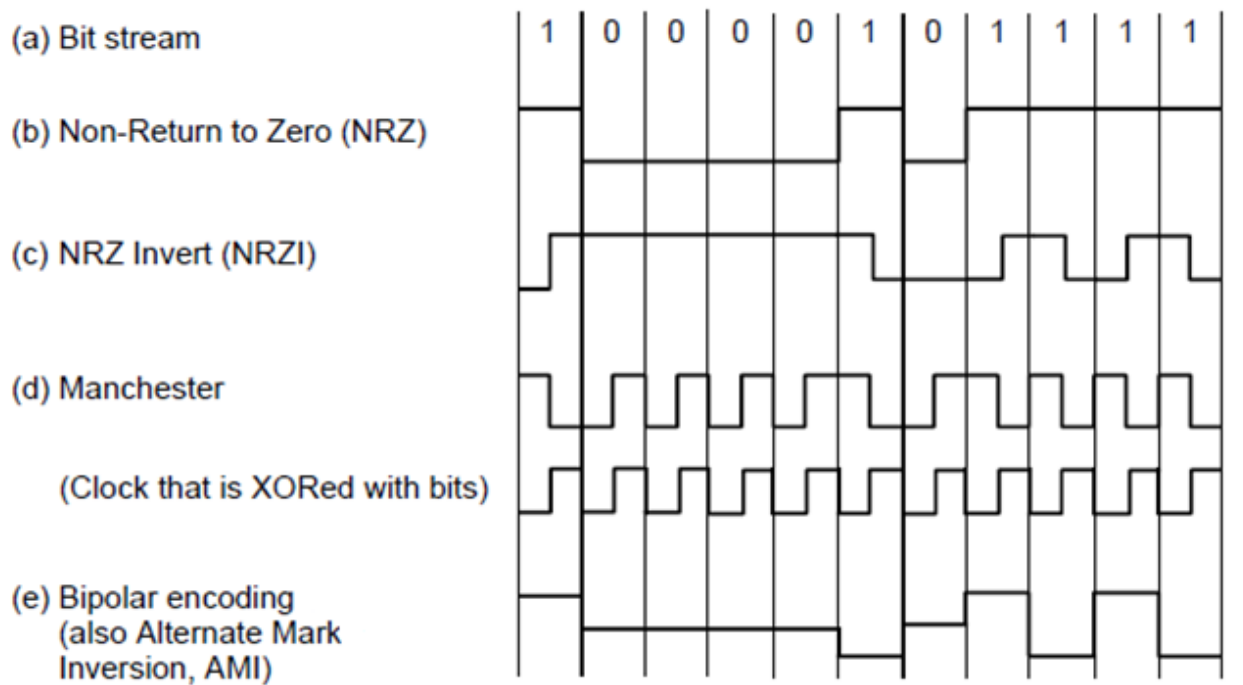 (a) Bit stream 1 0 0 0 0 1 0 1 1 1 1
(b) Non-Return to Zero (NRZ)
(c) NRZ Invert (NRZI)
(d) Manchester
(Clock that is XORed with bits)
(e) Bipolar encoding
(also Alternate Mark
Inversion, AMI)